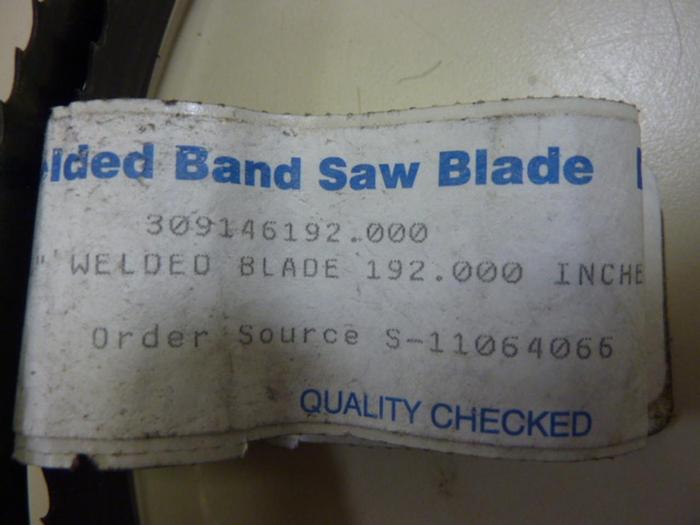 elded Band Saw Blade
309146192.000
" WELDED BLADE 192.000 INCHE
Order Source S-11064066
QUALITY CHECKED